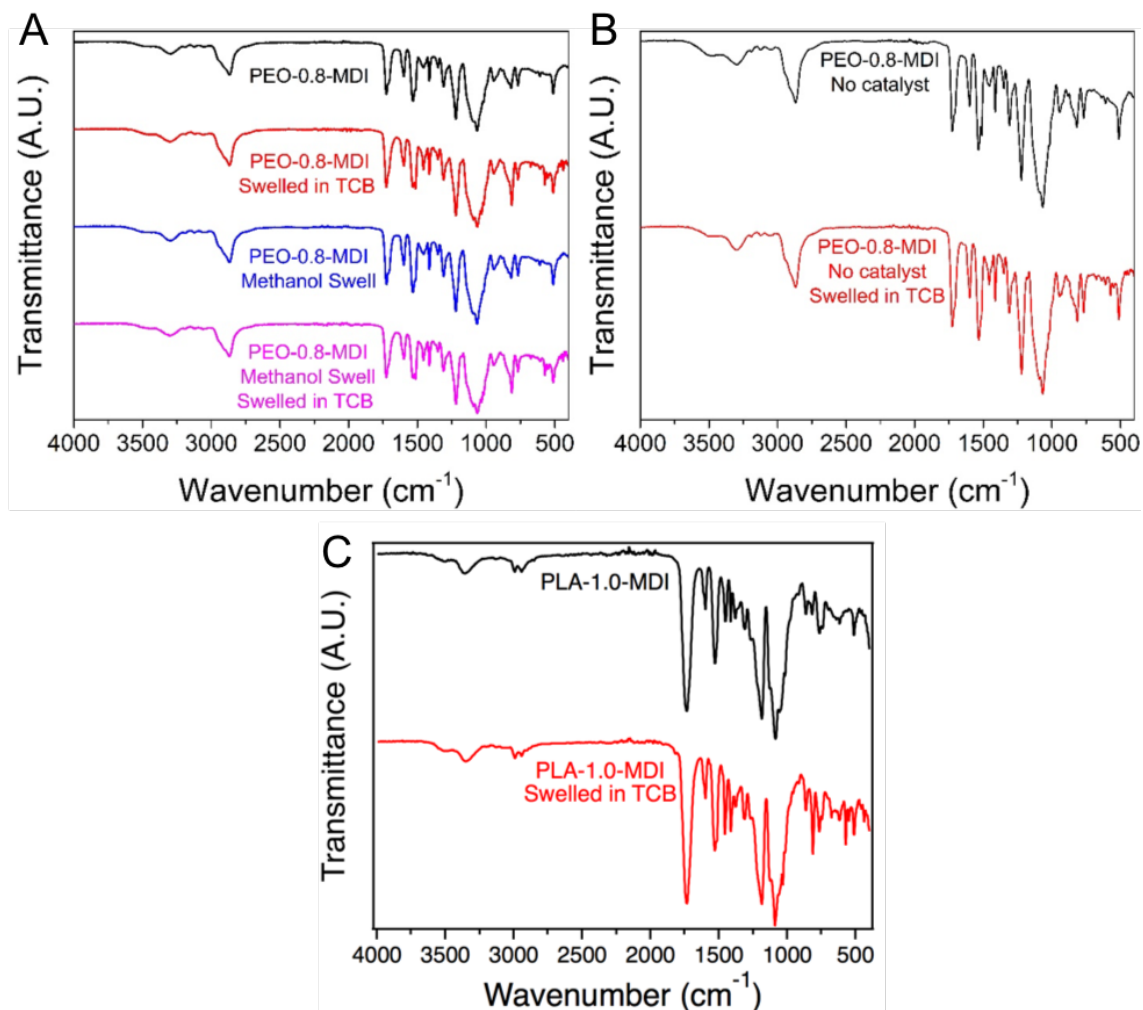 A
Transmittance (A.U.)
PEO-0.8-MDI
PEO-0.8-MDI
Swelled in TCB
PEO-0.8-MDI
Methanol Swell
PEO-0.8-MDI
Methanol Swell
Swelled in TCB
4000 3500 3000 2500 2000 1500 1000 500
Wavenumber (cm⁻¹)
B
Transmittance (A.U.)
PEO-0.8-MDI
No catalyst
PEO-0.8-MDI
No catalyst
Swelled in TCB
4000 3500 3000 2500 2000 1500 1000 500
Wavenumber (cm⁻¹)
C
Transmittance (A.U.)
PLA-1.0-MDI
PLA-1.0-MDI
Swelled in TCB
4000 3500 3000 2500 2000 1500 1000 500
Wavenumber (cm⁻¹)